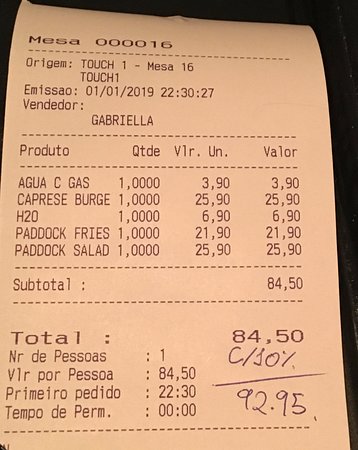 Mesa 000016
Origem: TOUCH 1 - Mesa 16
TOUCH1
Emissao: 01/01/2019 22:30:27
Vendedor:
GABRIELLA
Produto Qtde Vlr. Un. Valor
AGUA C GAS 1,0000 3,90 3,90
CAPRESE BURGE 1,0000 25,90 25,90
H2O 1,0000 6,90 6,90
PADDOCK FRIES 1,0000 21,90 21,90
PADDOCK SALAD 1,0000 25,90 25,90
Subtotal : 84,50
Total : 84,50
Nr de Pessoas : 1 C/10%
Vlr por Pessoa : 84,50
Primeiro pedido : 22:30 92.95
Tempo de Perm. : 00:00